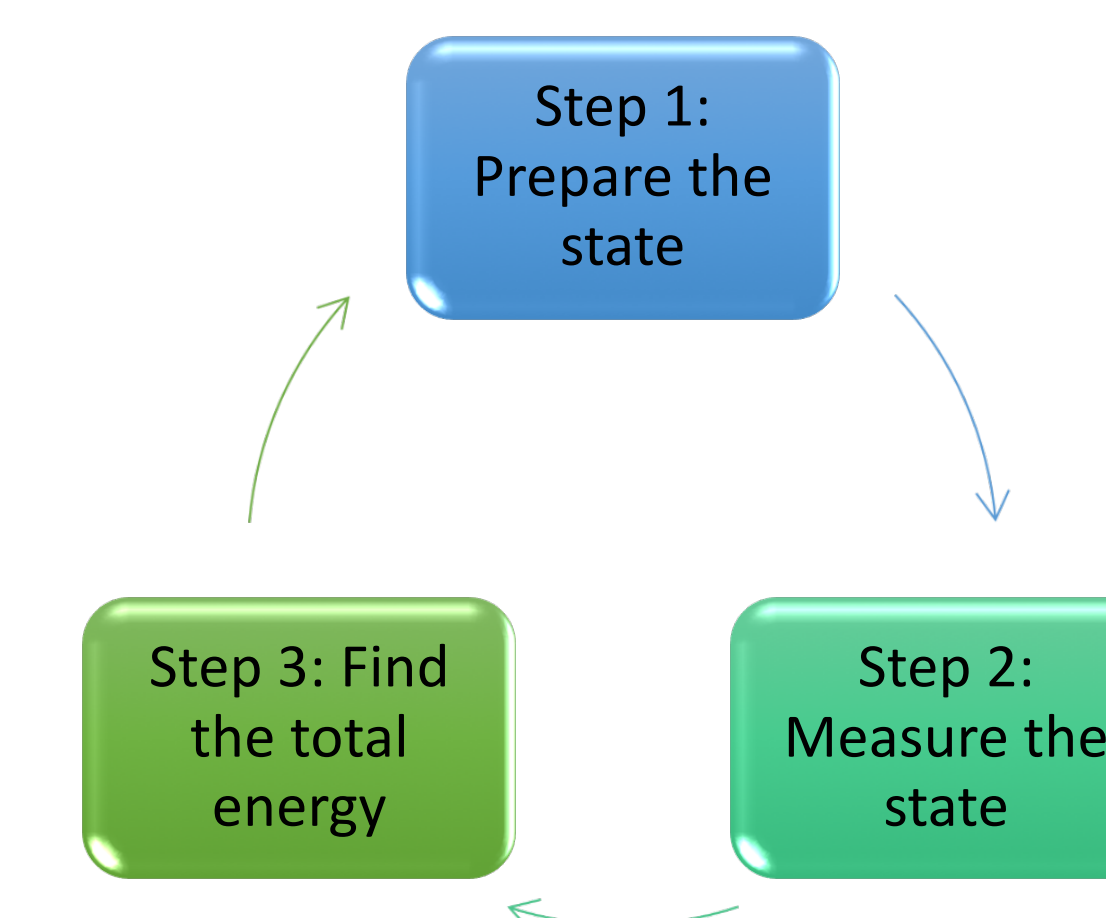 Step 1:
Prepare the
state
Step 3: Find
the total
energy
Step 2:
Measure the
state